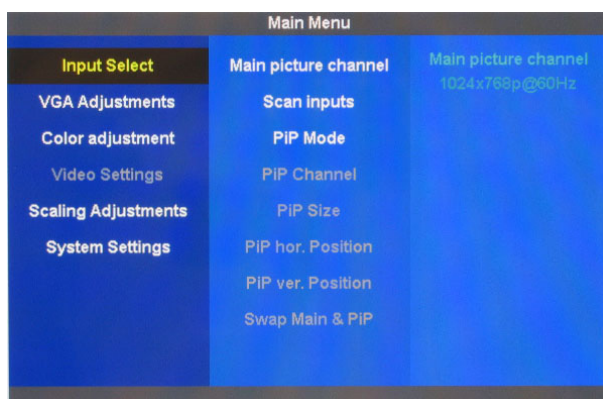 Main Menu
Input Select
VGA Adjustments
Color adjustment
Video Settings
Scaling Adjustments
System Settings
Main picture channel
Scan inputs
PiP Mode
PiP Channel
PiP Size
PiP hor. Position
PiP ver. Position
Swap Main & PiP
Main picture channel
1024x768p@60Hz